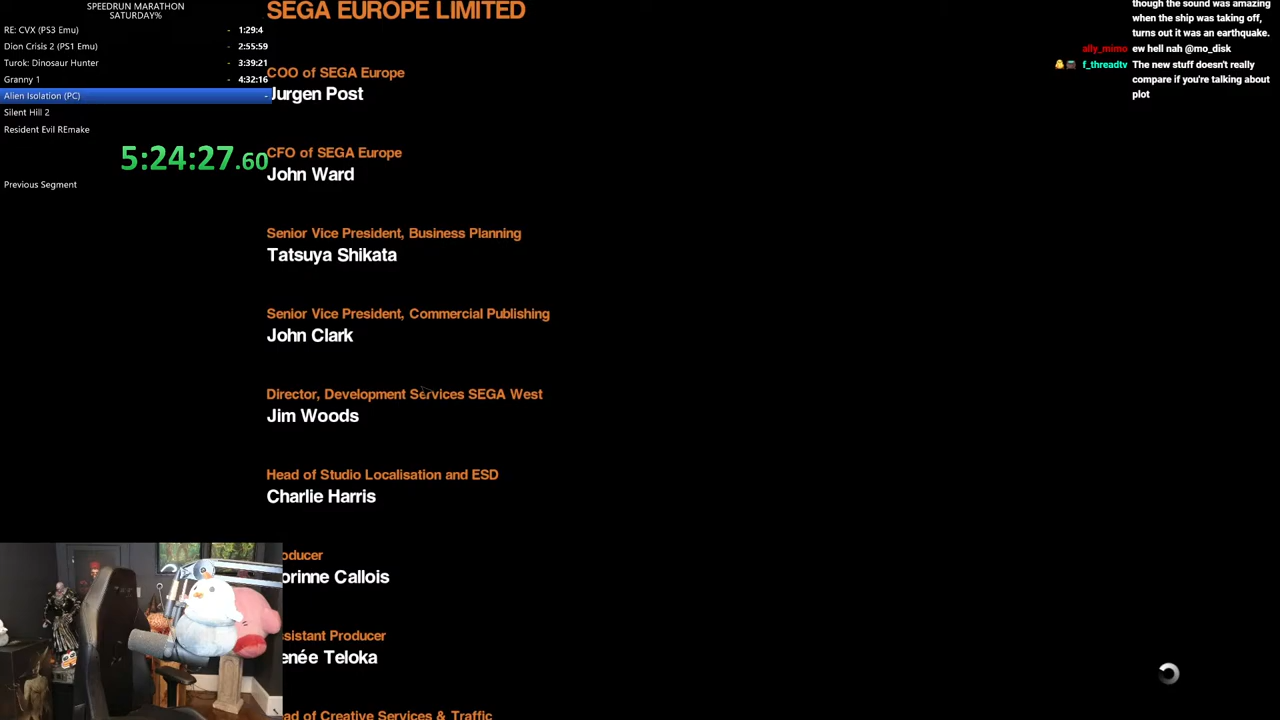 SPEEDRUN MARATHON
SATURDAY%
RE: CVX (PS3 Emu) - 1:29:4
Dion Crisis 2 (PS1 Emu) - 2:55:59
Turok: Dinosaur Hunter - 3:39:21
Granny 1 - 4:32:16
Alien Isolation (PC) -
Silent Hill 2
Resident Evil REmake
5:24:27.60
Previous Segment
SEGA EUROPE LIMITED
COO of SEGA Europe
Jurgen Post
CFO of SEGA Europe
John Ward
Senior Vice President, Business Planning
Tatsuya Shikata
Senior Vice President, Commercial Publishing
John Clark
Director, Development Services SEGA West
Jim Woods
Head of Studio Localisation and ESD
Charlie Harris
oducer
orinne Callois
ssistant Producer
enée Teloka
ad of Creative Services & Traffic
though the sound was amazing
when the ship was taking off,
turns out it was an earthquake.
ally_mimo ew hell nah @mo_disk
f_threadtv The new stuff doesn't really
compare if you're talking about
plot